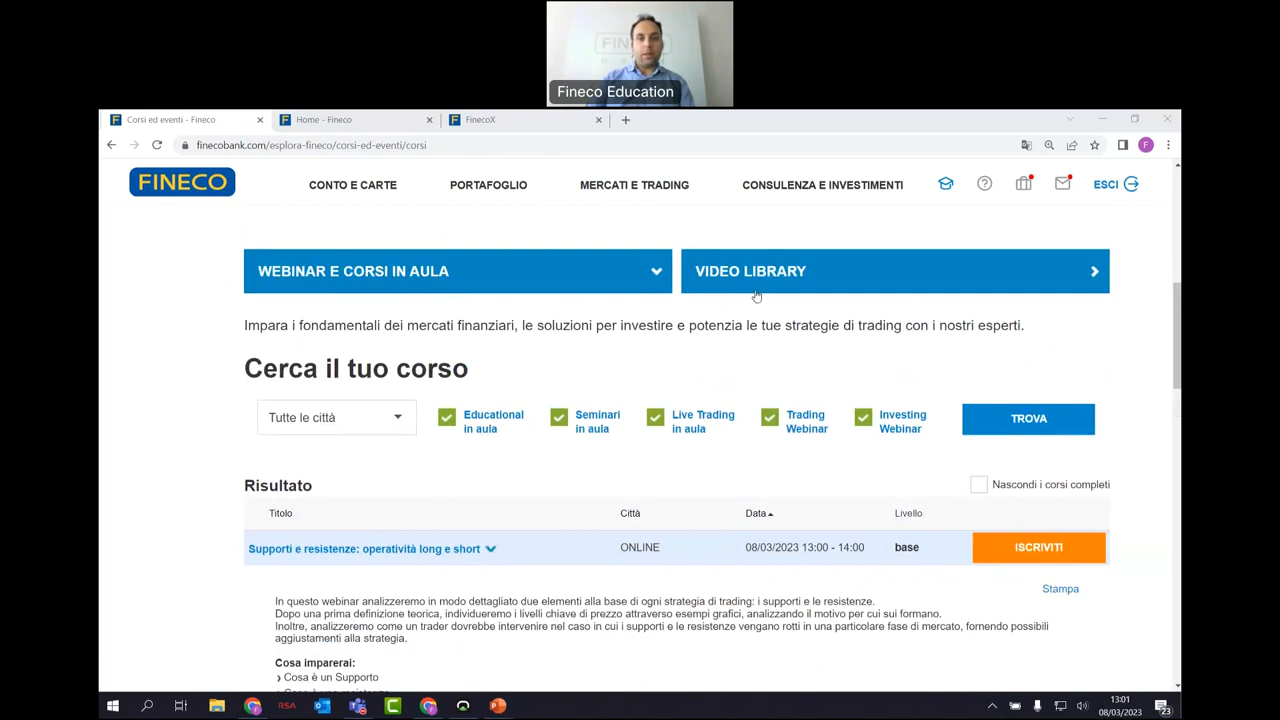 FINECO
Fineco Education
Corsi ed eventi - Fineco
Home - Fineco
FinecoX
finecobank.com/esplora-fineco/corsi-ed-eventi/corsi
F
FINECO
CONTO E CARTE
PORTAFOGLIO
MERCATI E TRADING
CONSULENZA E INVESTIMENTI
ESCI
WEBINAR E CORSI IN AULA
VIDEO LIBRARY
Impara i fondamentali dei mercati finanziari, le soluzioni per investire e potenzia le tue strategie di trading con i nostri esperti.
Cerca il tuo corso
Tutte le città
Educational
in aula
Seminari
in aula
Live Trading
in aula
Trading
Webinar
Investing
Webinar
TROVA
Risultato
Nascondi i corsi completi
Titolo
Città
Data
Livello
Supporti e resistenze: operatività long e short
ONLINE
08/03/2023 13:00 - 14:00
base
ISCRIVITI
Stampa
In questo webinar analizzeremo in modo dettagliato due elementi alla base di ogni strategia di trading: i supporti e le resistenze.
Dopo una prima definizione teorica, individueremo i livelli chiave di prezzo attraverso esempi grafici, analizzando il motivo per cui sui formano.
Inoltre, analizzeremo come un trader dovrebbe intervenire nel caso in cui i supporti e le resistenze vengano rotti in una particolare fase di mercato, fornendo possibili
aggiustamenti alla strategia.
Cosa imparerai:
› Cosa è un Supporto
RSA
13:01
08/03/2023
23